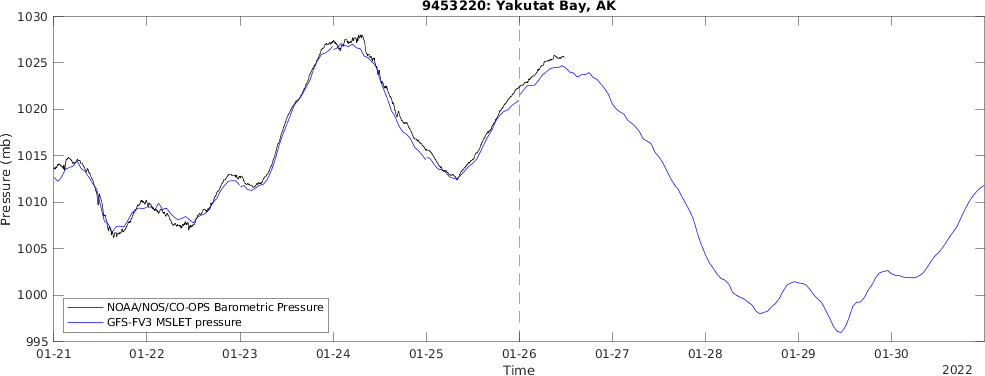 9453220: Yakutat Bay, AK
Pressure (mb)
1030
1025
1020
1015
1010
1005
1000
995
NOAA/NOS/CO-OPS Barometric Pressure
GFS-FV3 MSLET pressure
01-21 01-22 01-23 01-24 01-25 01-26 01-27 01-28 01-29 01-30
Time
2022